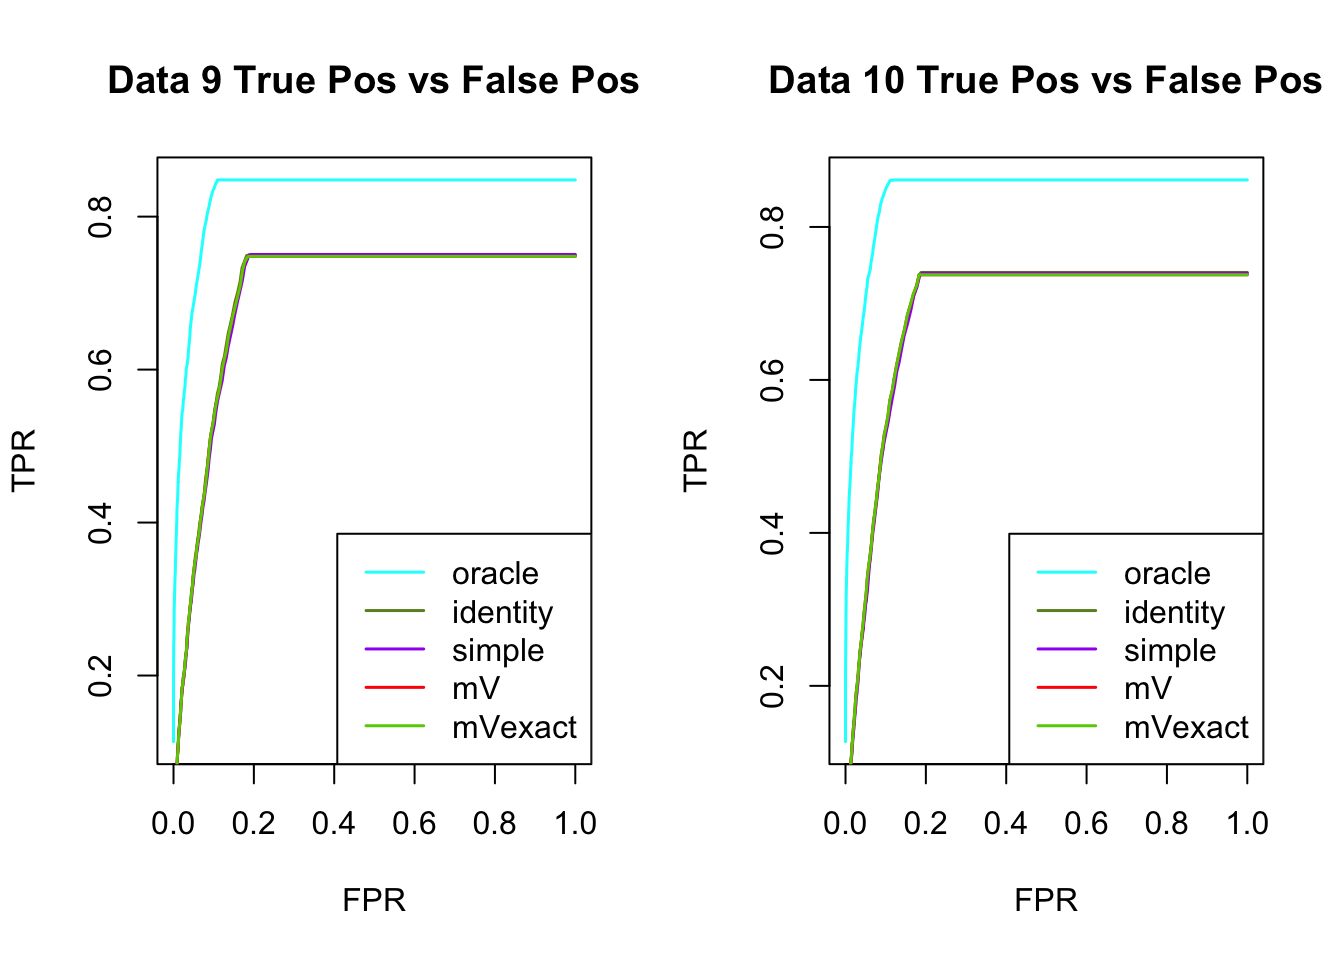 Data 9 True Pos vs False Pos
TPR
0.8
0.6
0.4
0.2
oracle
identity
simple
mV
mVexact
0.0 0.2 0.4 0.6 0.8 1.0
FPR
Data 10 True Pos vs False Pos
TPR
0.8
0.6
0.4
0.2
oracle
identity
simple
mV
mVexact
0.0 0.2 0.4 0.6 0.8 1.0
FPR